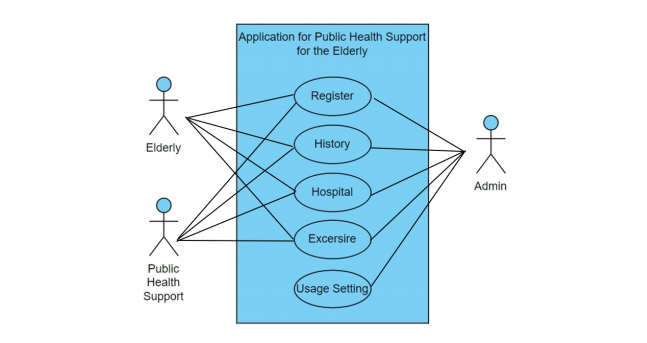 Application for Public Health Support
for the Elderly
Register
History
Hospital
Excersire
Usage Setting
Elderly
Public
Health
Support
Admin